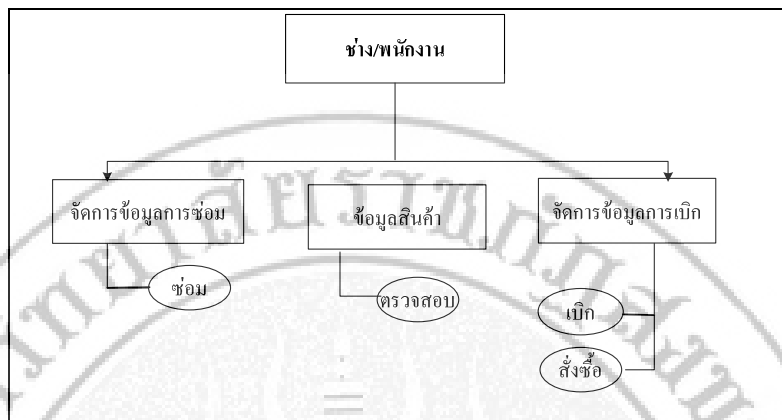 ช่าง/พนักงาน
จัดการข้อมูลการซ่อม
ข้อมูลสินค้า
จัดการข้อมูลการเบิก
ซ่อม
ตรวจสอบ
เบิก
สั่งซื้อ